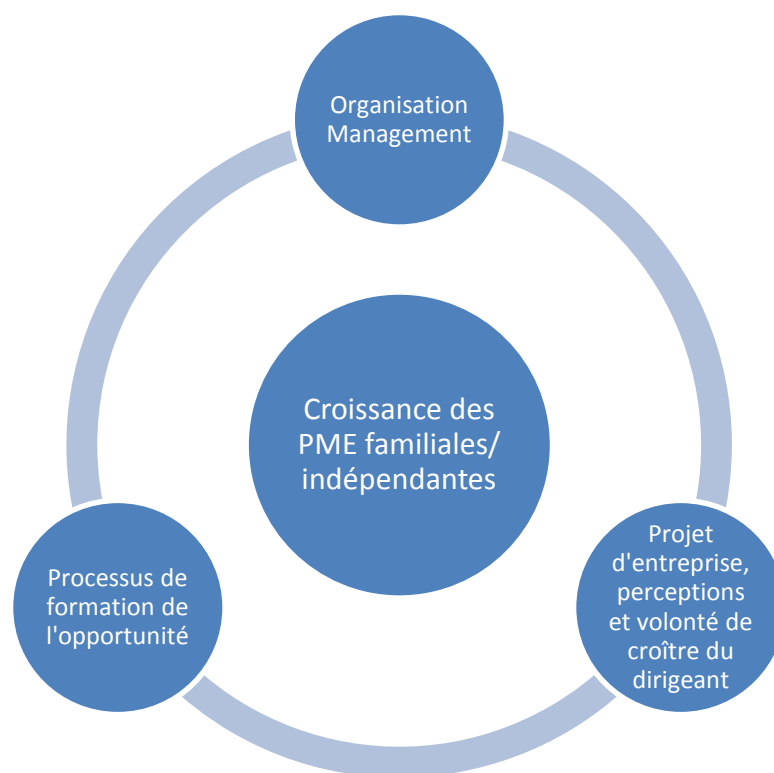 Organisation
Management
Croissance des
PME familiales/
indépendantes
Processus de
formation de
l'opportunité
Projet
d'entreprise,
perceptions
et volonté de
croître du
dirigeant